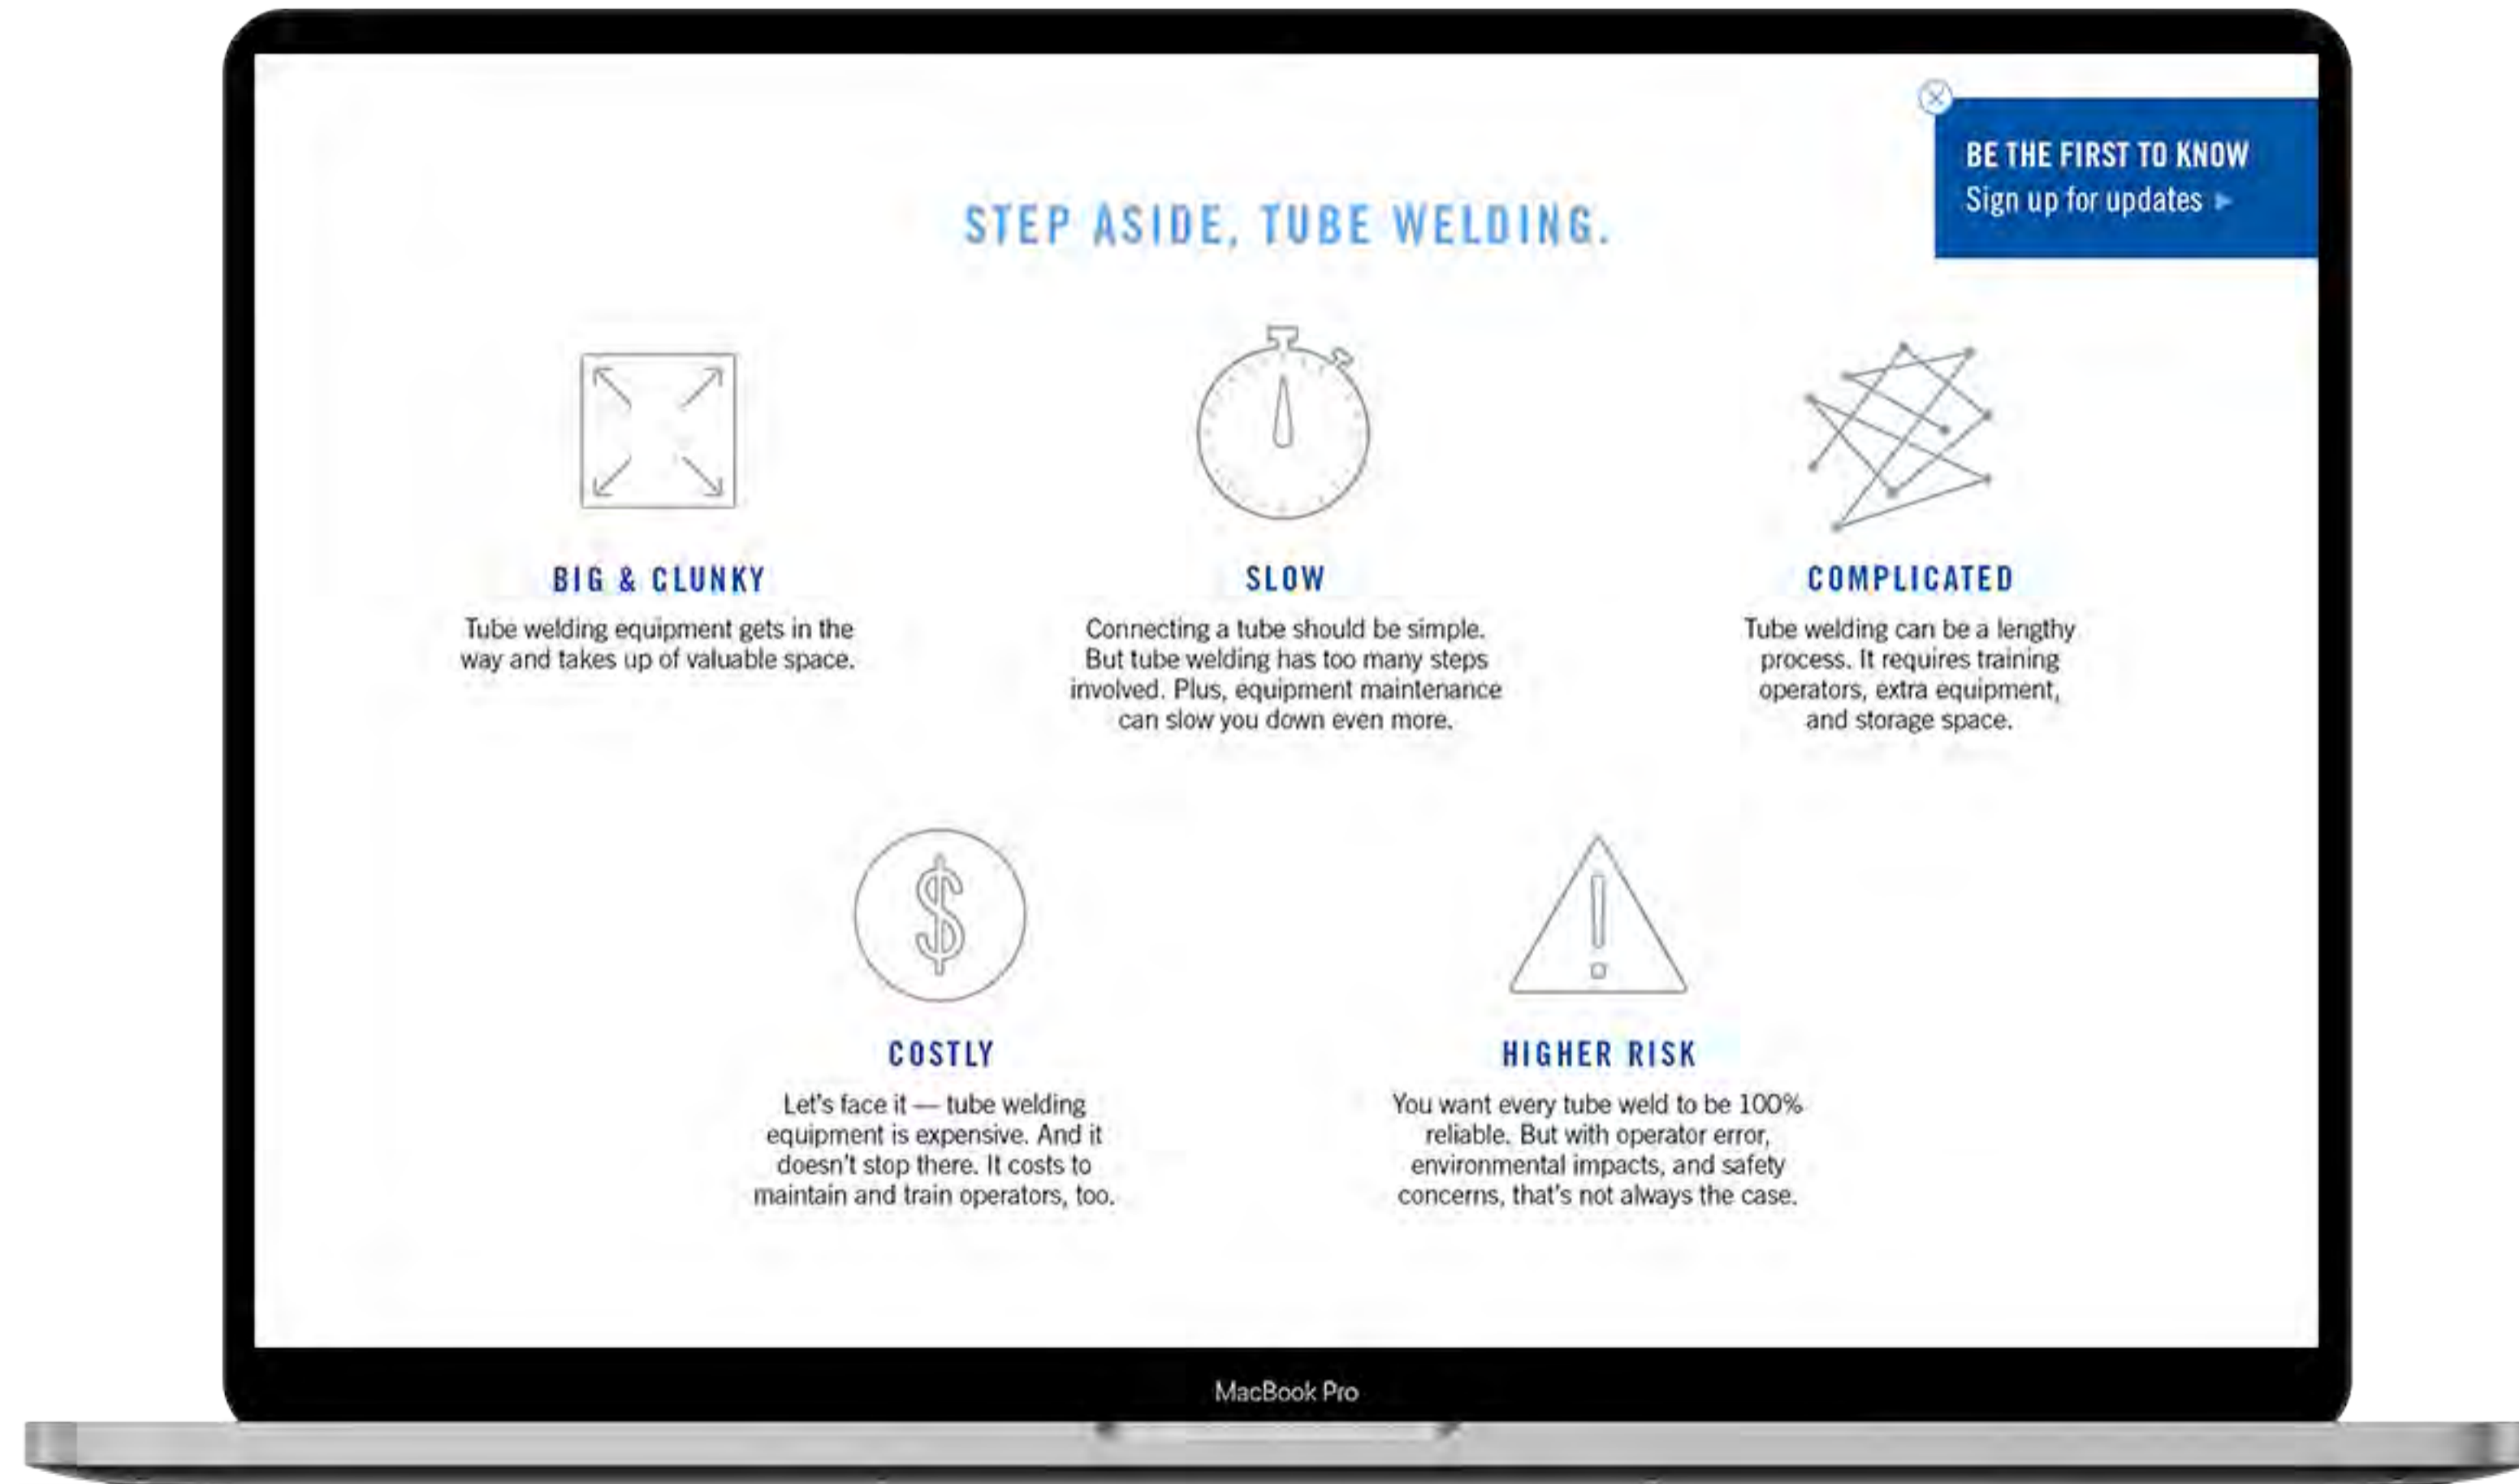 BE THE FIRST TO KNOW
Sign up for updates ▶
STEP ASIDE, TUBE WELDING.
BIG & CLUNKY
Tube welding equipment gets in the
way and takes up of valuable space.
SLOW
Connecting a tube should be simple.
But tube welding has too many steps
involved. Plus, equipment maintenance
can slow you down even more.
COMPLICATED
Tube welding can be a lengthy
process. It requires training
operators, extra equipment,
and storage space.
$
COSTLY
Let's face it — tube welding
equipment is expensive. And it
doesn't stop there. It costs to
maintain and train operators, too.
!
HIGHER RISK
You want every tube weld to be 100%
reliable. But with operator error,
environmental impacts, and safety
concerns, that's not always the case.
MacBook Pro